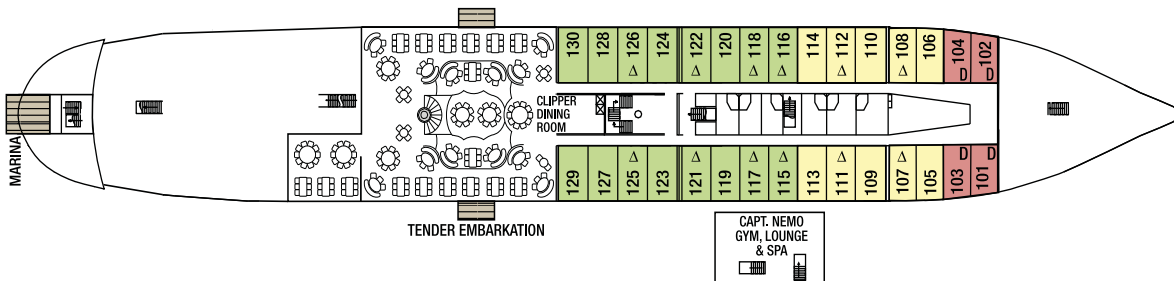 130
128
126
Δ
124
122
Δ
120
118
Δ
116
Δ
114
112
Δ
110
108
Δ
106
104
D
102
D
CLIPPER
DINING
ROOM
MARINA
129
127
125
Δ
123
121
Δ
119
117
Δ
115
Δ
113
111
Δ
109
107
Δ
105
103
D
101
D
TENDER EMBARKATION
CAPT. NEMO
GYM, LOUNGE
& SPA